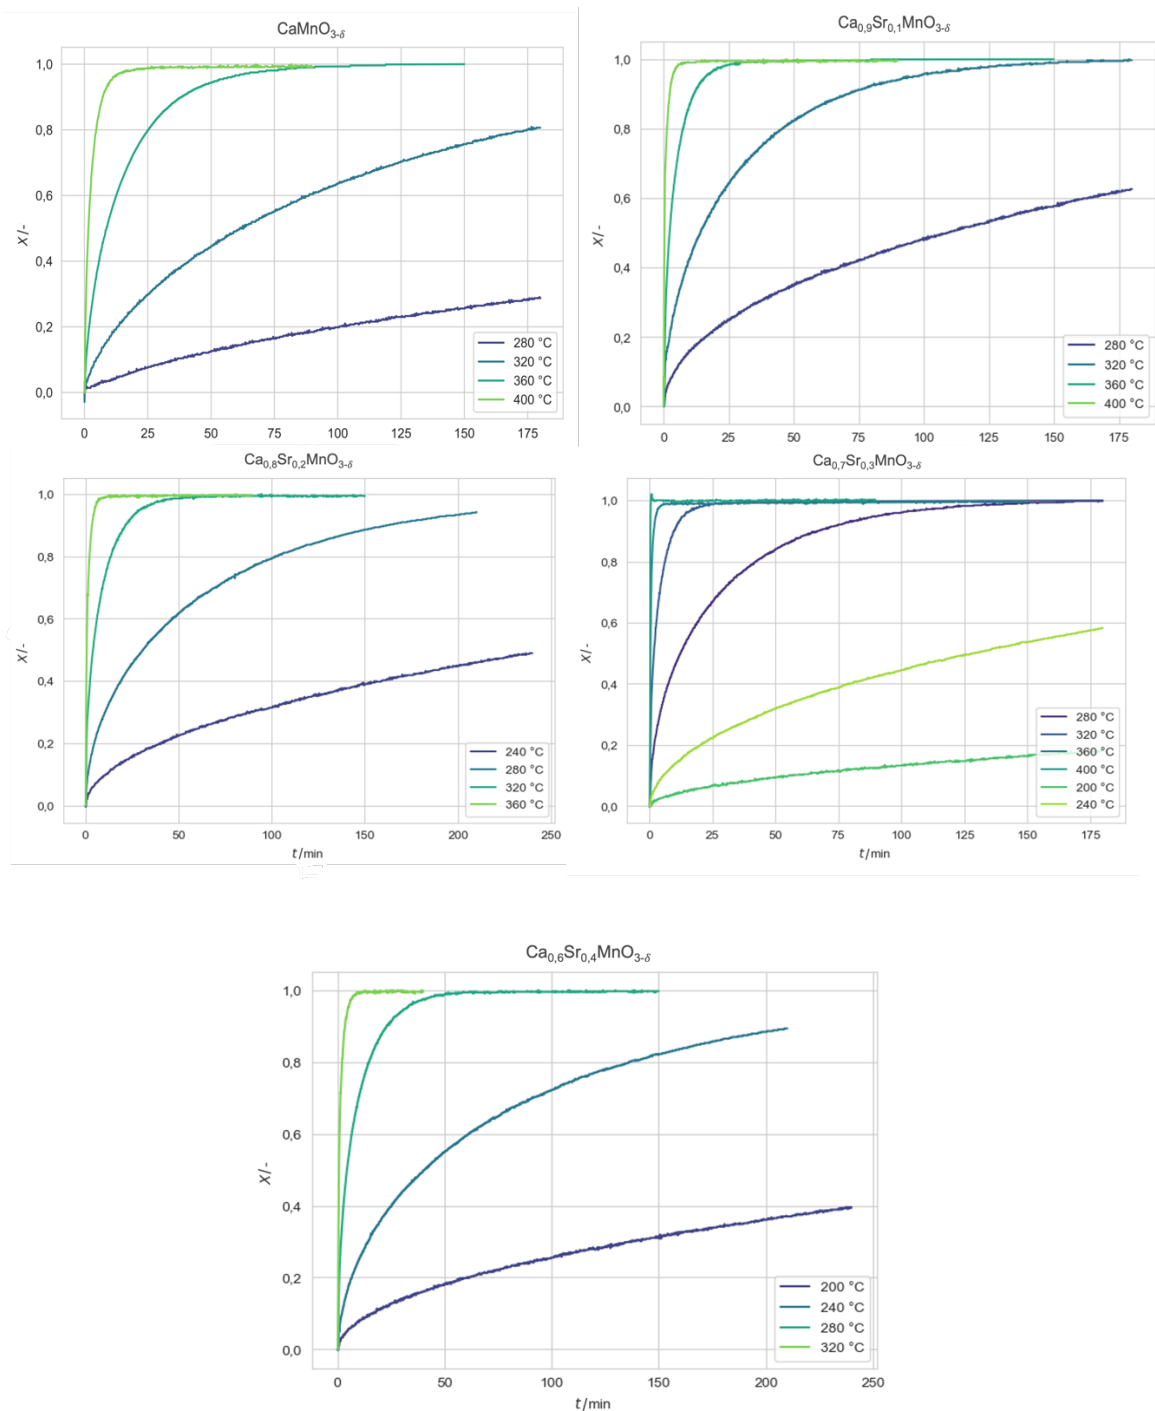 CaMnO3-δ
1,0
0,8
0,6
0,4
0,2
0,0
X/-
0 25 50 75 100 125 150 175
280 °C
320 °C
360 °C
400 °C
Ca0,9Sr0,1MnO3-δ
1,0
0,8
0,6
0,4
0,2
0,0
X/-
0 25 50 75 100 125 150 175
280 °C
320 °C
360 °C
400 °C
Ca0,8Sr0,2MnO3-δ
1,0
0,8
0,6
0,4
0,2
0,0
X/-
0 50 100 150 200 250
t/min
240 °C
280 °C
320 °C
360 °C
Ca0,7Sr0,3MnO3-δ
1,0
0,8
0,6
0,4
0,2
0,0
X/-
0 25 50 75 100 125 150 175
t/min
280 °C
320 °C
360 °C
400 °C
200 °C
240 °C
Ca0,6Sr0,4MnO3-δ
1,0
0,8
0,6
0,4
0,2
0,0
X/-
0 50 100 150 200 250
t/min
200 °C
240 °C
280 °C
320 °C